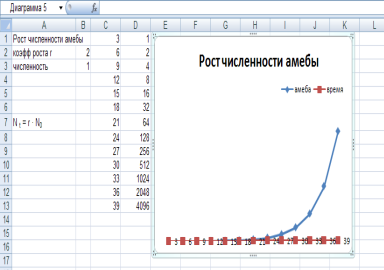 Диаграмма 5 fx
A B C D E F G H I J K L
1 Рост численности амебы 3 1
2 коэфф роста r 2 6 2
3 численность 1 9 4
4 12 8
5 15 16
6 18 32
7 N1 = r · N0 21 64
8 24 128
9 27 256
10 30 512
11 33 1024
12 36 2048
13 39 4096
14
15
16
17
Рост численности амебы
амеба время
3 6 9 12 15 18 21 24 27 30 33 36 39